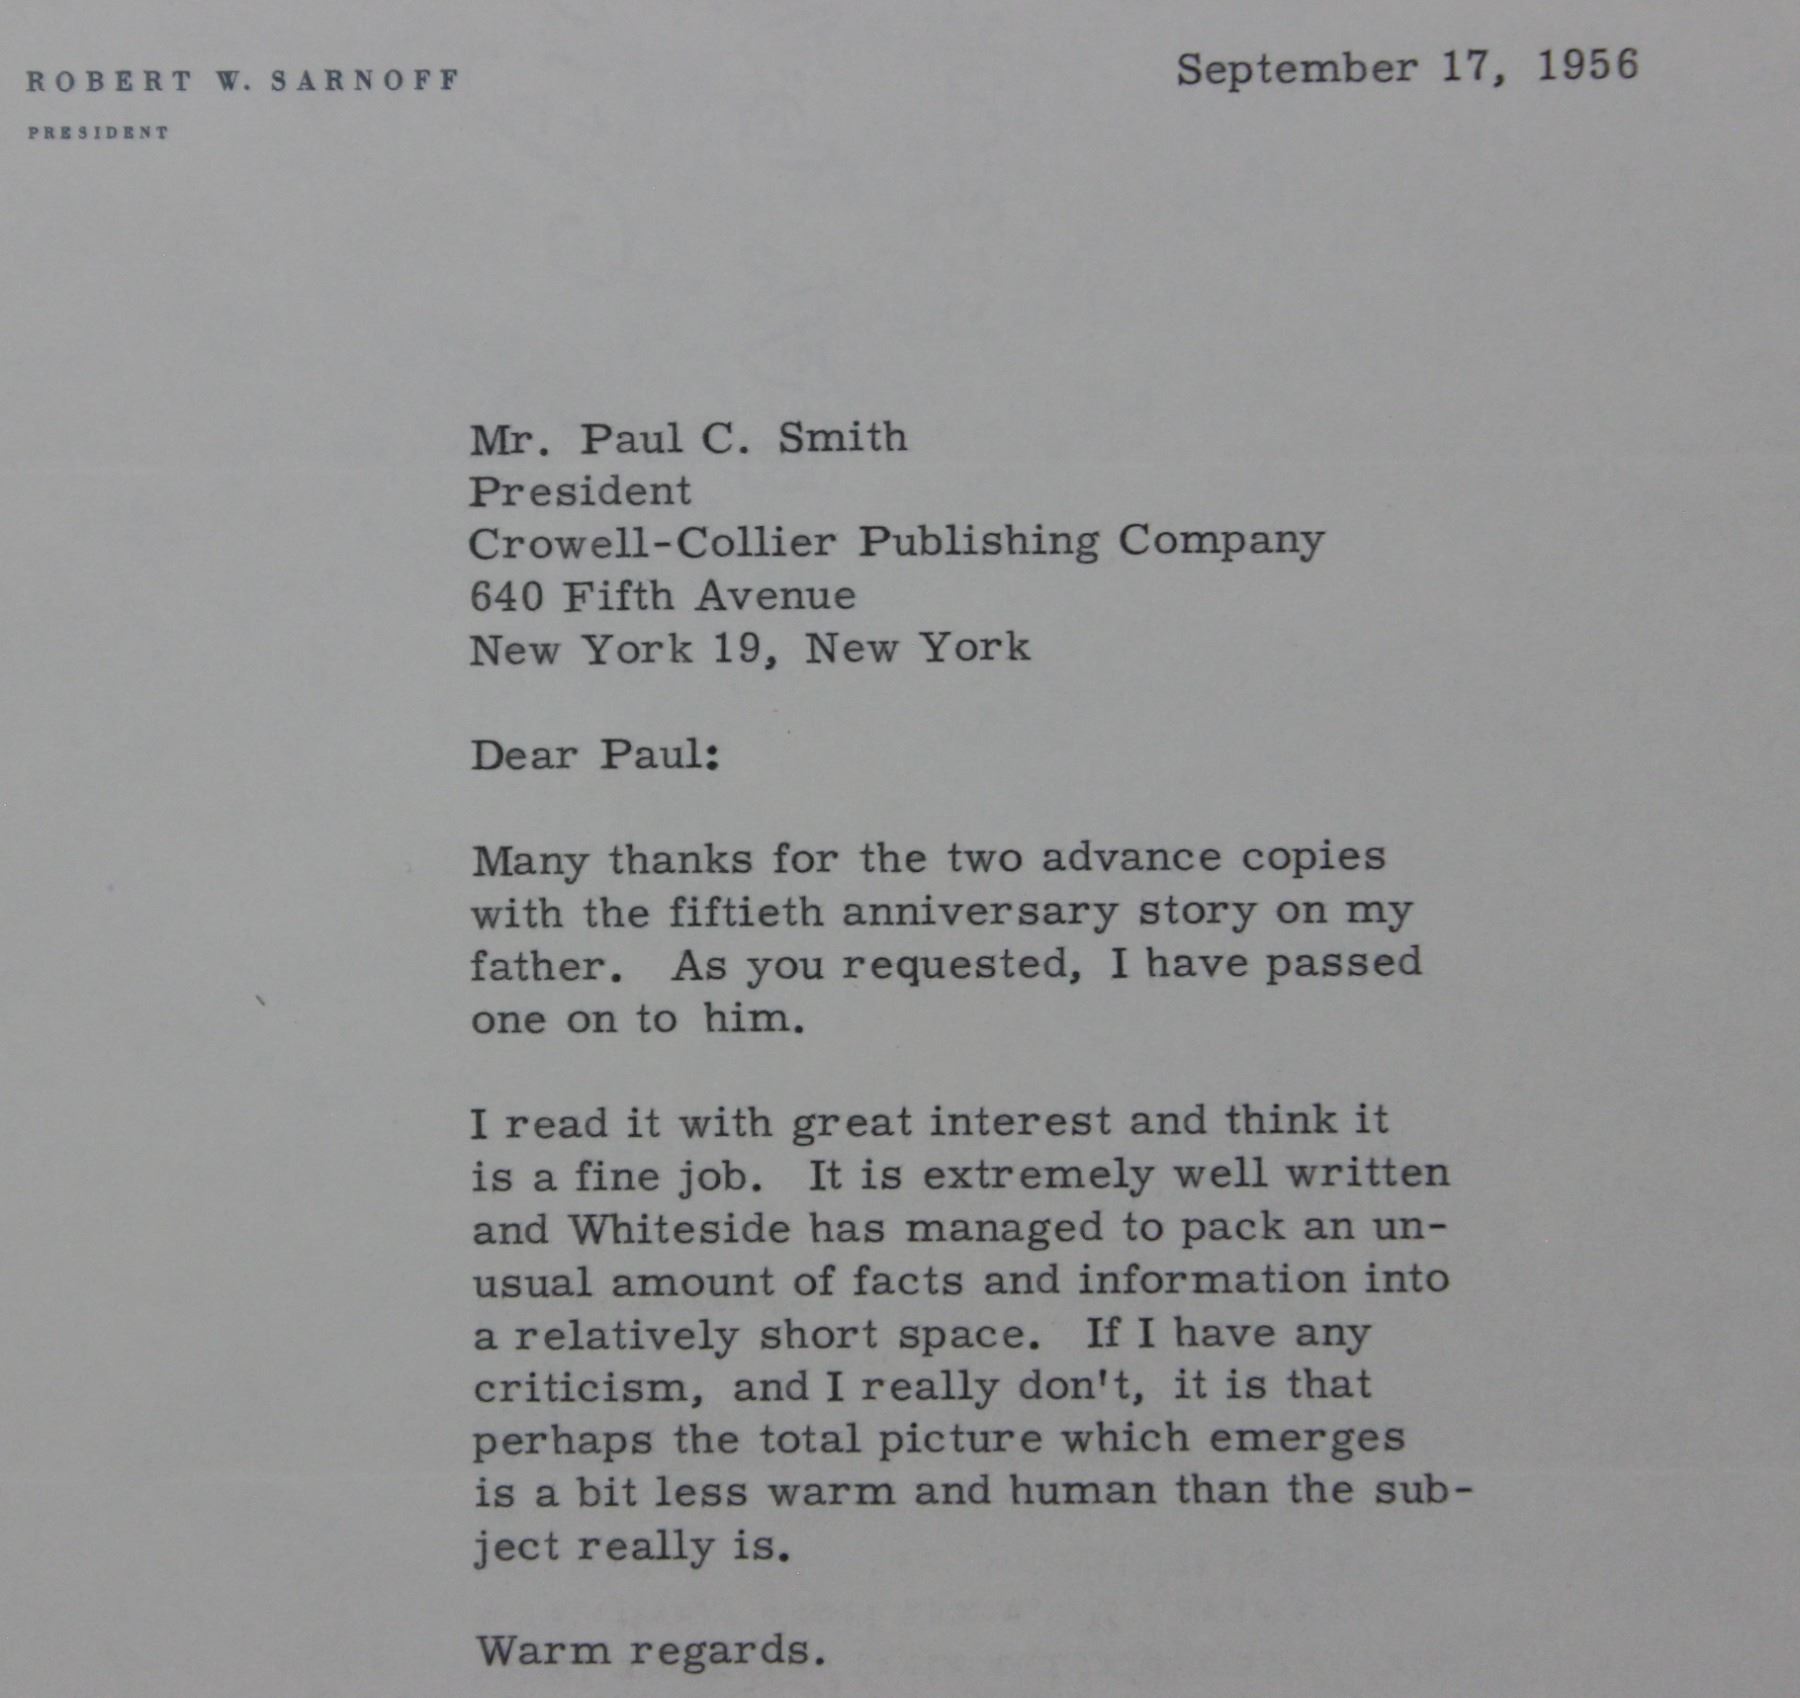 ROBERT W. SARNOFF
PRESIDENT
September 17, 1956
Mr. Paul C. Smith
President
Crowell-Collier Publishing Company
640 Fifth Avenue
New York 19, New York
Dear Paul:
Many thanks for the two advance copies
with the fiftieth anniversary story on my
father. As you requested, I have passed
one on to him.
I read it with great interest and think it
is a fine job. It is extremely well written
and Whiteside has managed to pack an un-
usual amount of facts and information into
a relatively short space. If I have any
criticism, and I really don't, it is that
perhaps the total picture which emerges
is a bit less warm and human than the sub-
ject really is.
Warm regards.